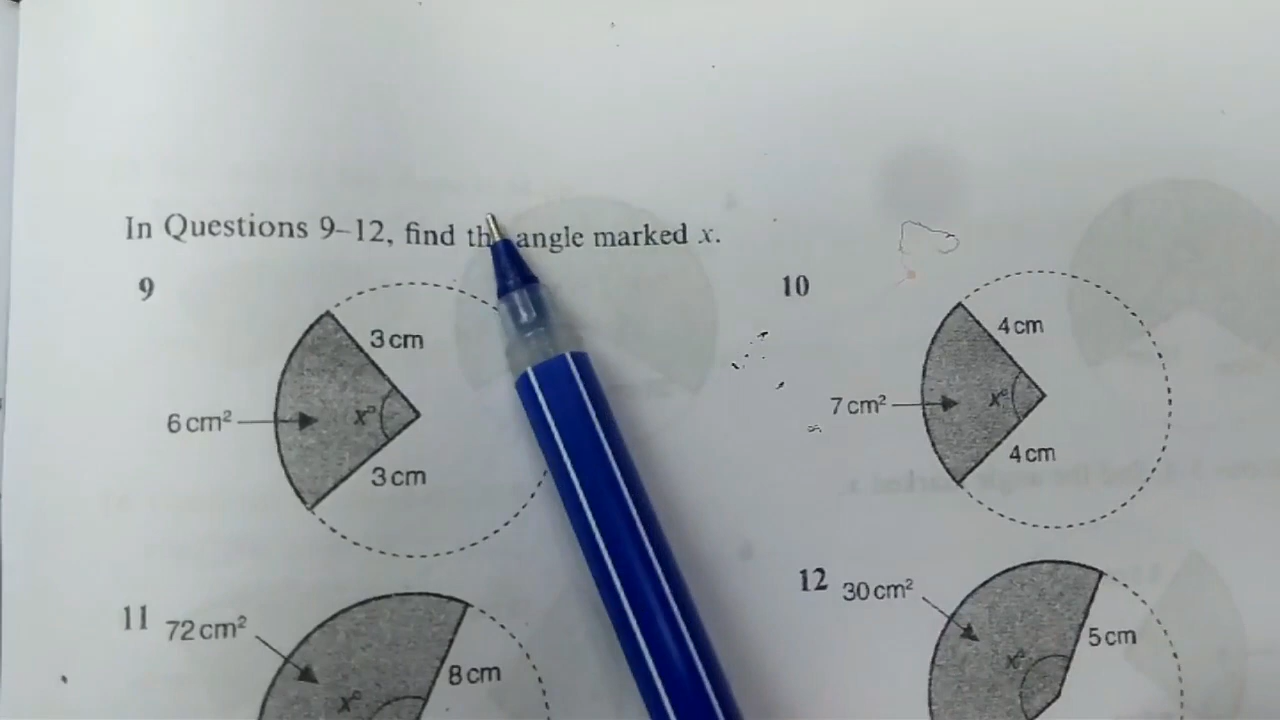 In Questions 9–12, find th angle marked x.
9
3 cm
6 cm²
x°
3 cm
10
4 cm
7 cm²
x°
4 cm
11
72 cm²
8 cm
x°
12
30 cm²
5 cm
x°